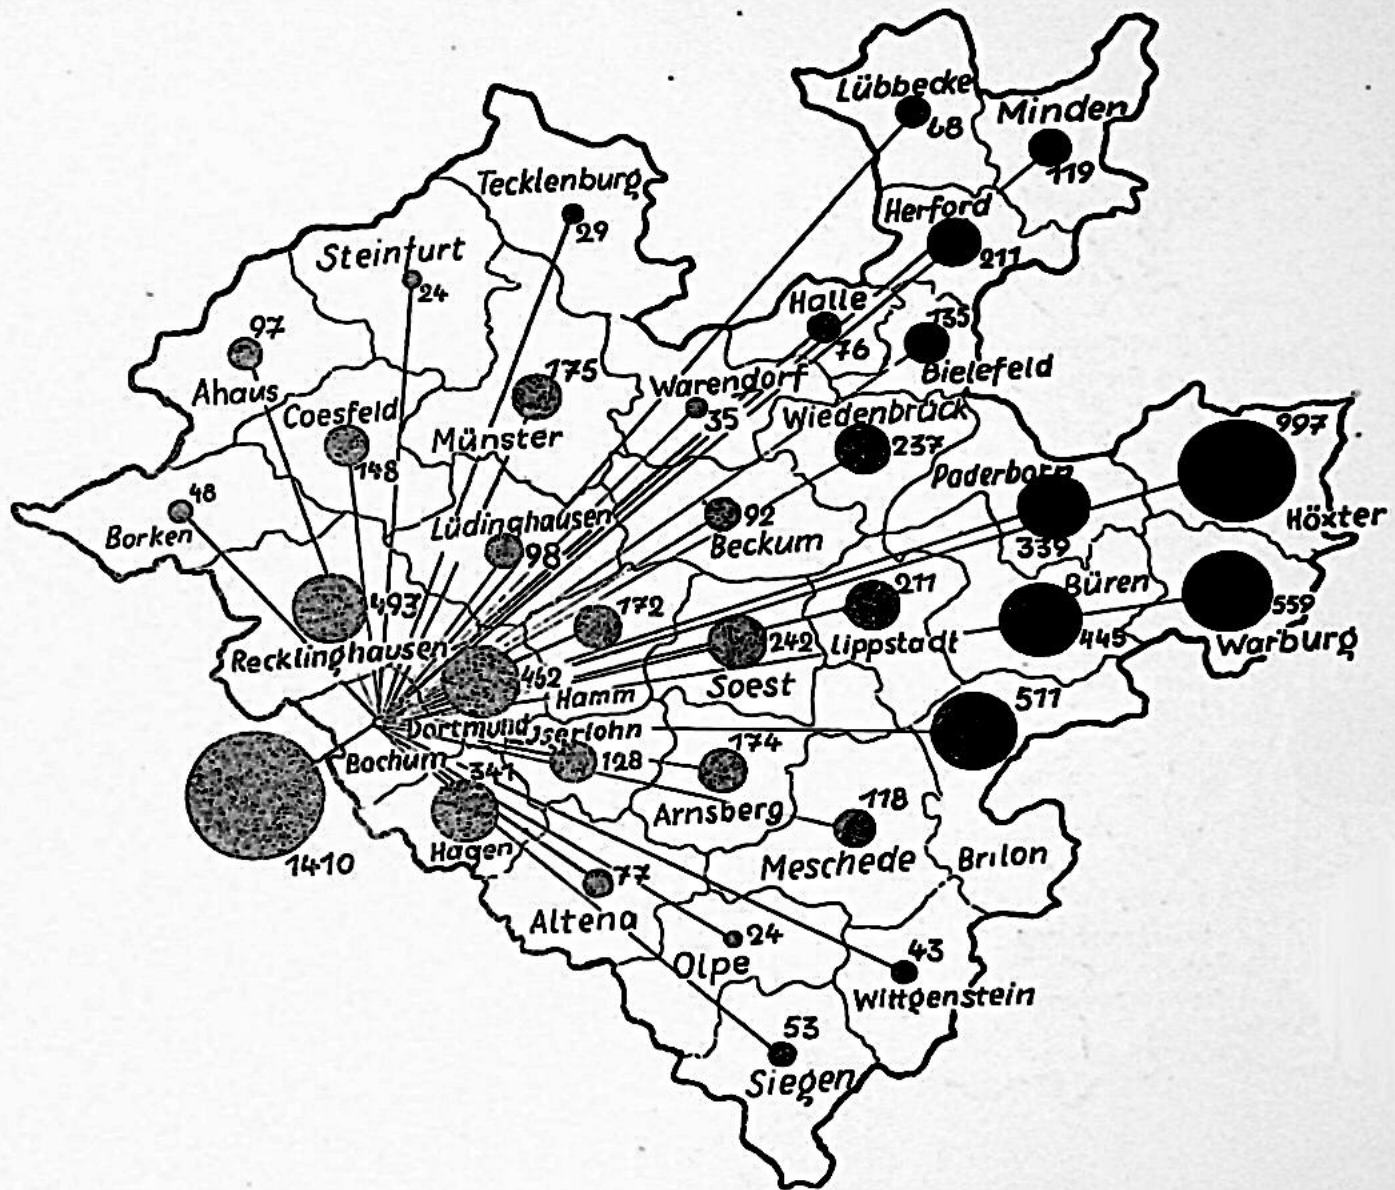 Lübbecke
68
Minden
119
Tecklenburg
29
Herford
211
Steinfurt
24
Halle
76
135
Bielefeld
97
Ahaus
175
Münster
Warendorf
35
Coesfeld
148
Wiedenbrück
237
997
Höxter
Paderborn
339
48
Borken
Lüdinghausen
98
92
Beckum
211
Lippstadt
Büren
445
559
Warburg
493
Recklinghausen
172
Hamm
242
Soest
452
Dortmund
Iserlohn
128
511
Brilon
Bochum
1410
341
Hagen
174
Arnsberg
118
Meschede
77
Altena
24
Olpe
43
Wittgenstein
53
Siegen